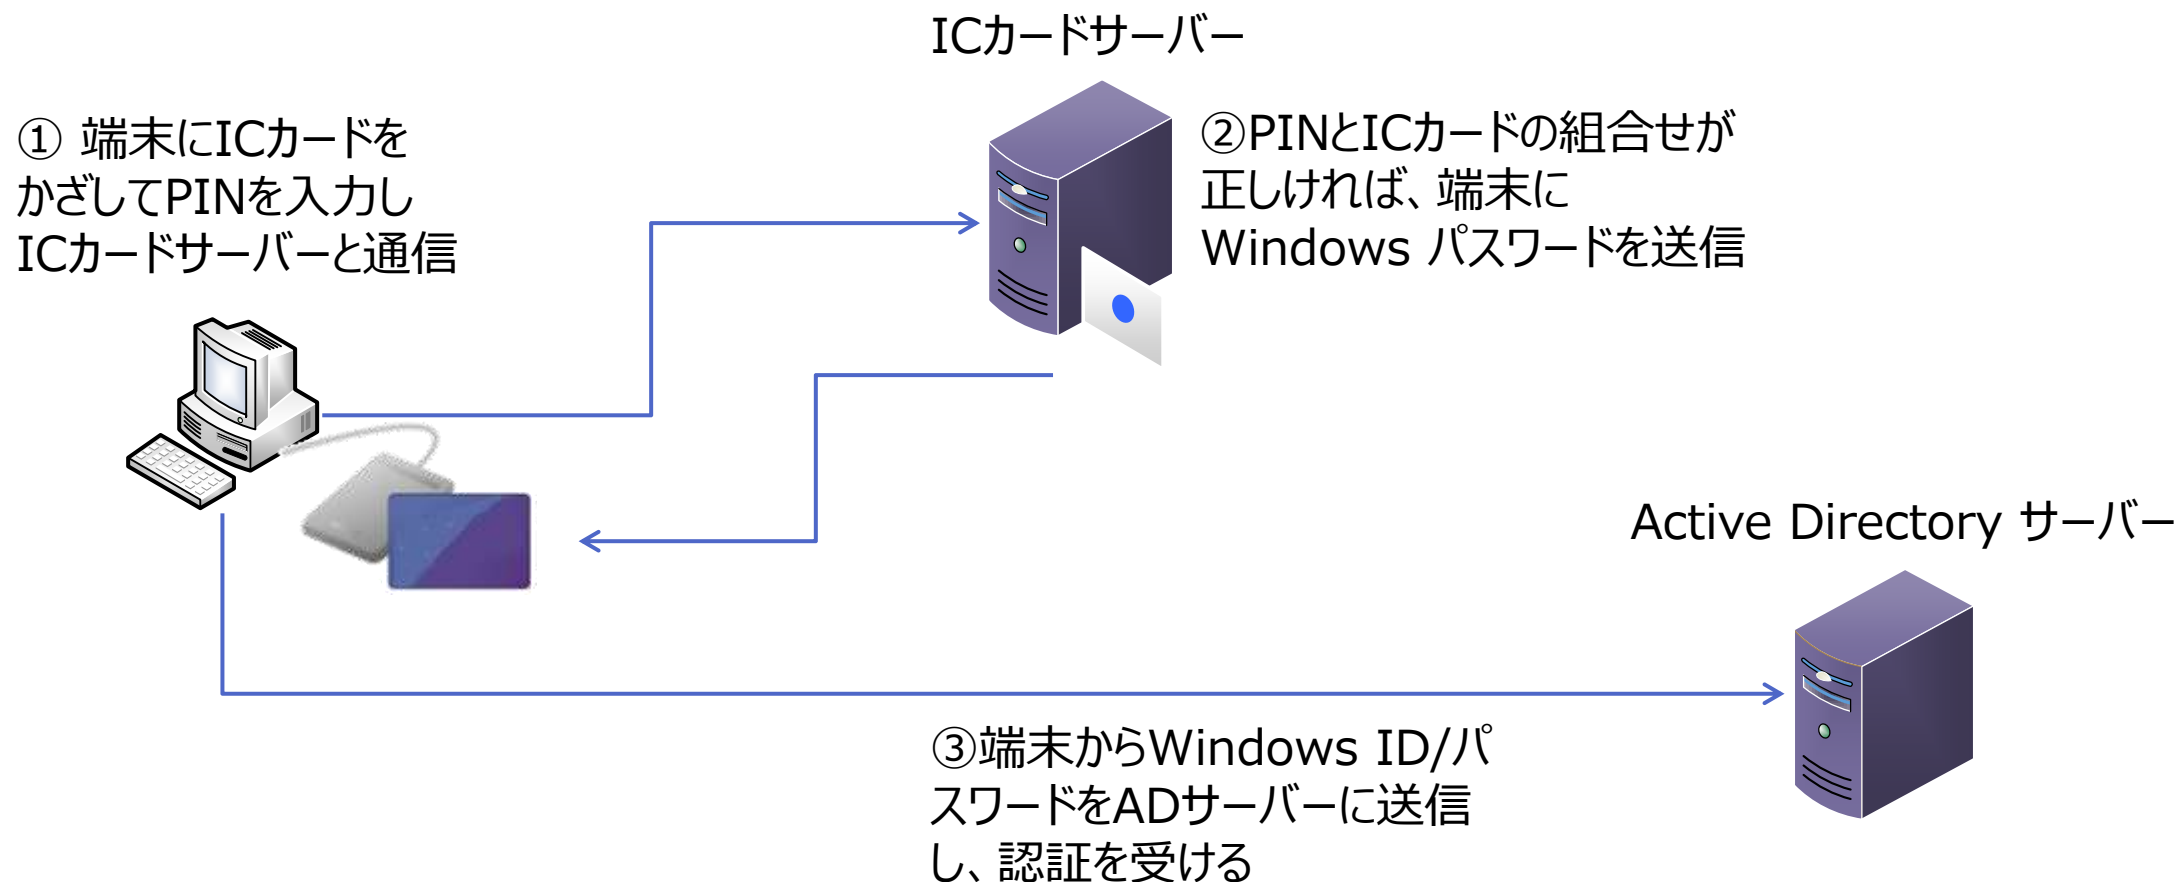 ICカードサーバー
① 端末にICカードを
かざしてPINを入力し
ICカードサーバーと通信
②PINとICカードの組合せが
正しければ、端末に
Windows パスワードを送信
Active Directory サーバー
③端末からWindows ID/パ
スワードをADサーバーに送信
し、認証を受ける